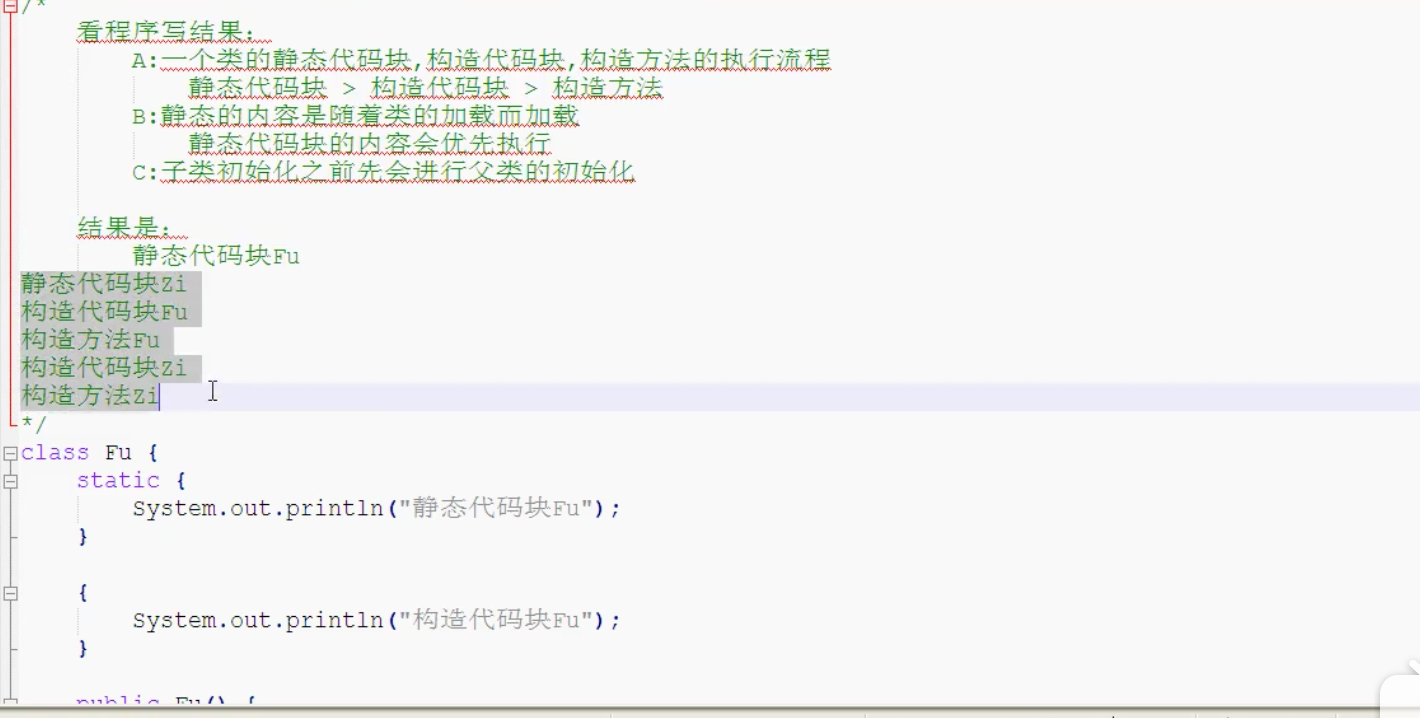 /*
看程序写结果:
A:一个类的静态代码块,构造代码块,构造方法的执行流程
静态代码块 > 构造代码块 > 构造方法
B:静态的内容是随着类的加载而加载
静态代码块的内容会优先执行
C:子类初始化之前先会进行父类的初始化
结果是:
静态代码块Fu
静态代码块Zi
构造代码块Fu
构造方法Fu
构造代码块Zi
构造方法Zi
*/
class Fu {
static {
System.out.println("静态代码块Fu");
}
{
System.out.println("构造代码块Fu");
}
public Fu() {